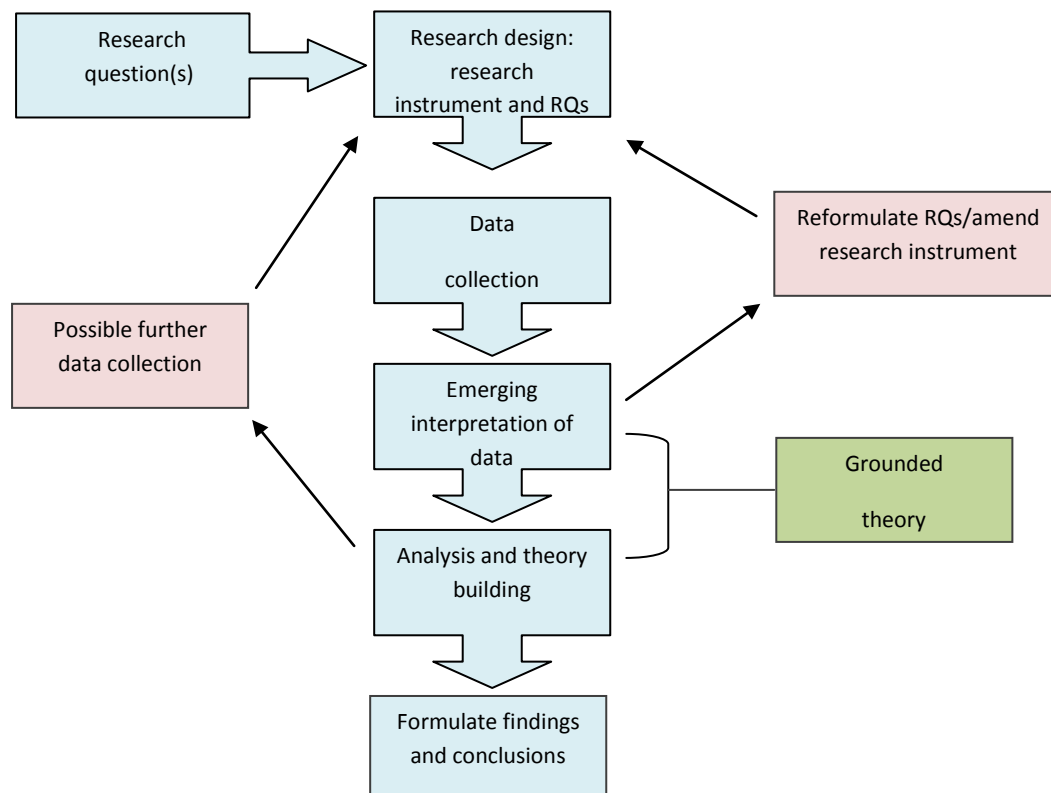 Research
question(s)
Research design:
research
instrument and RQs
Data
collection
Reformulate RQs/amend
research instrument
Possible further
data collection
Emerging
interpretation of
data
Grounded
theory
Analysis and theory
building
Formulate findings
and conclusions